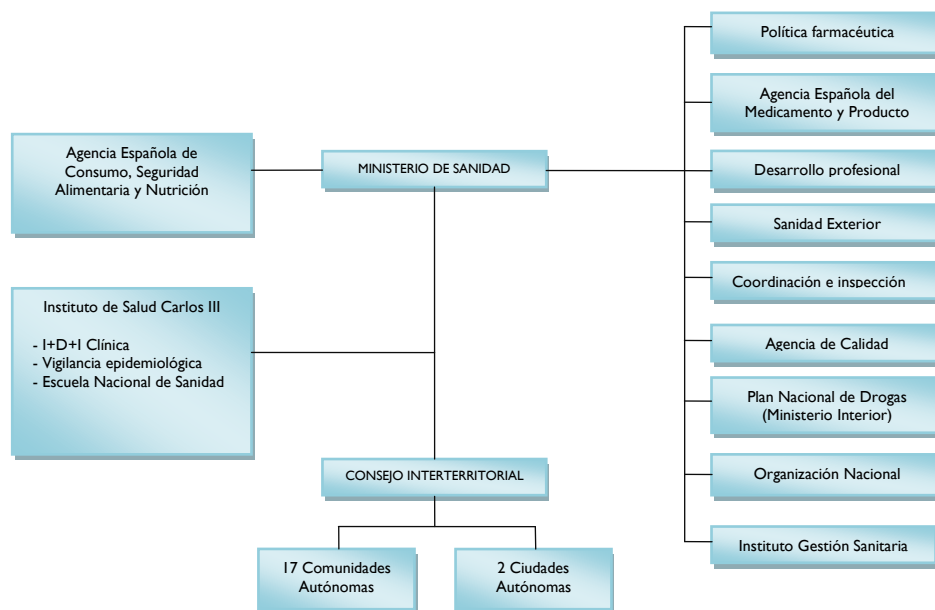 Política farmacéutica
Agencia Española del
Medicamento y Producto
Agencia Española de
Consumo, Seguridad
Alimentaria y Nutrición
MINISTERIO DE SANIDAD
Desarrollo profesional
Sanidad Exterior
Coordinación e inspección
Instituto de Salud Carlos III
- I+D+I Clínica
- Vigilancia epidemiológica
- Escuela Nacional de Sanidad
Agencia de Calidad
Plan Nacional de Drogas
(Ministerio Interior)
CONSEJO INTERTERRITORIAL
Organización Nacional
Instituto Gestión Sanitaria
17 Comunidades
Autónomas
2 Ciudades
Autónomas